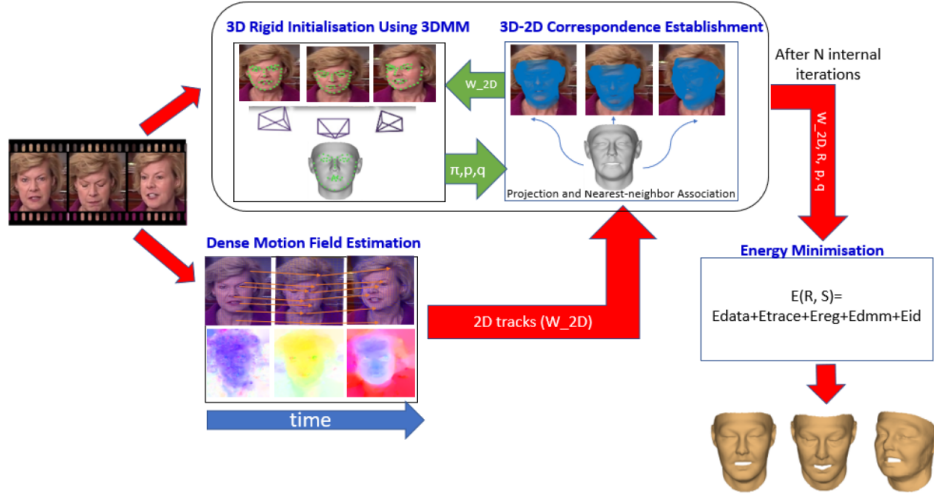 3D Rigid Initialisation Using 3DMM
3D-2D Correspondence Establishment
W_2D
π,p,q
Projection and Nearest-neighbor Association
After N internal
iterations
W_2D, R, p,q
Dense Motion Field Estimation
2D tracks (W_2D)
time
Energy Minimisation
E(R, S)=
Edata+Etrace+Ereg+Edmm+Eid